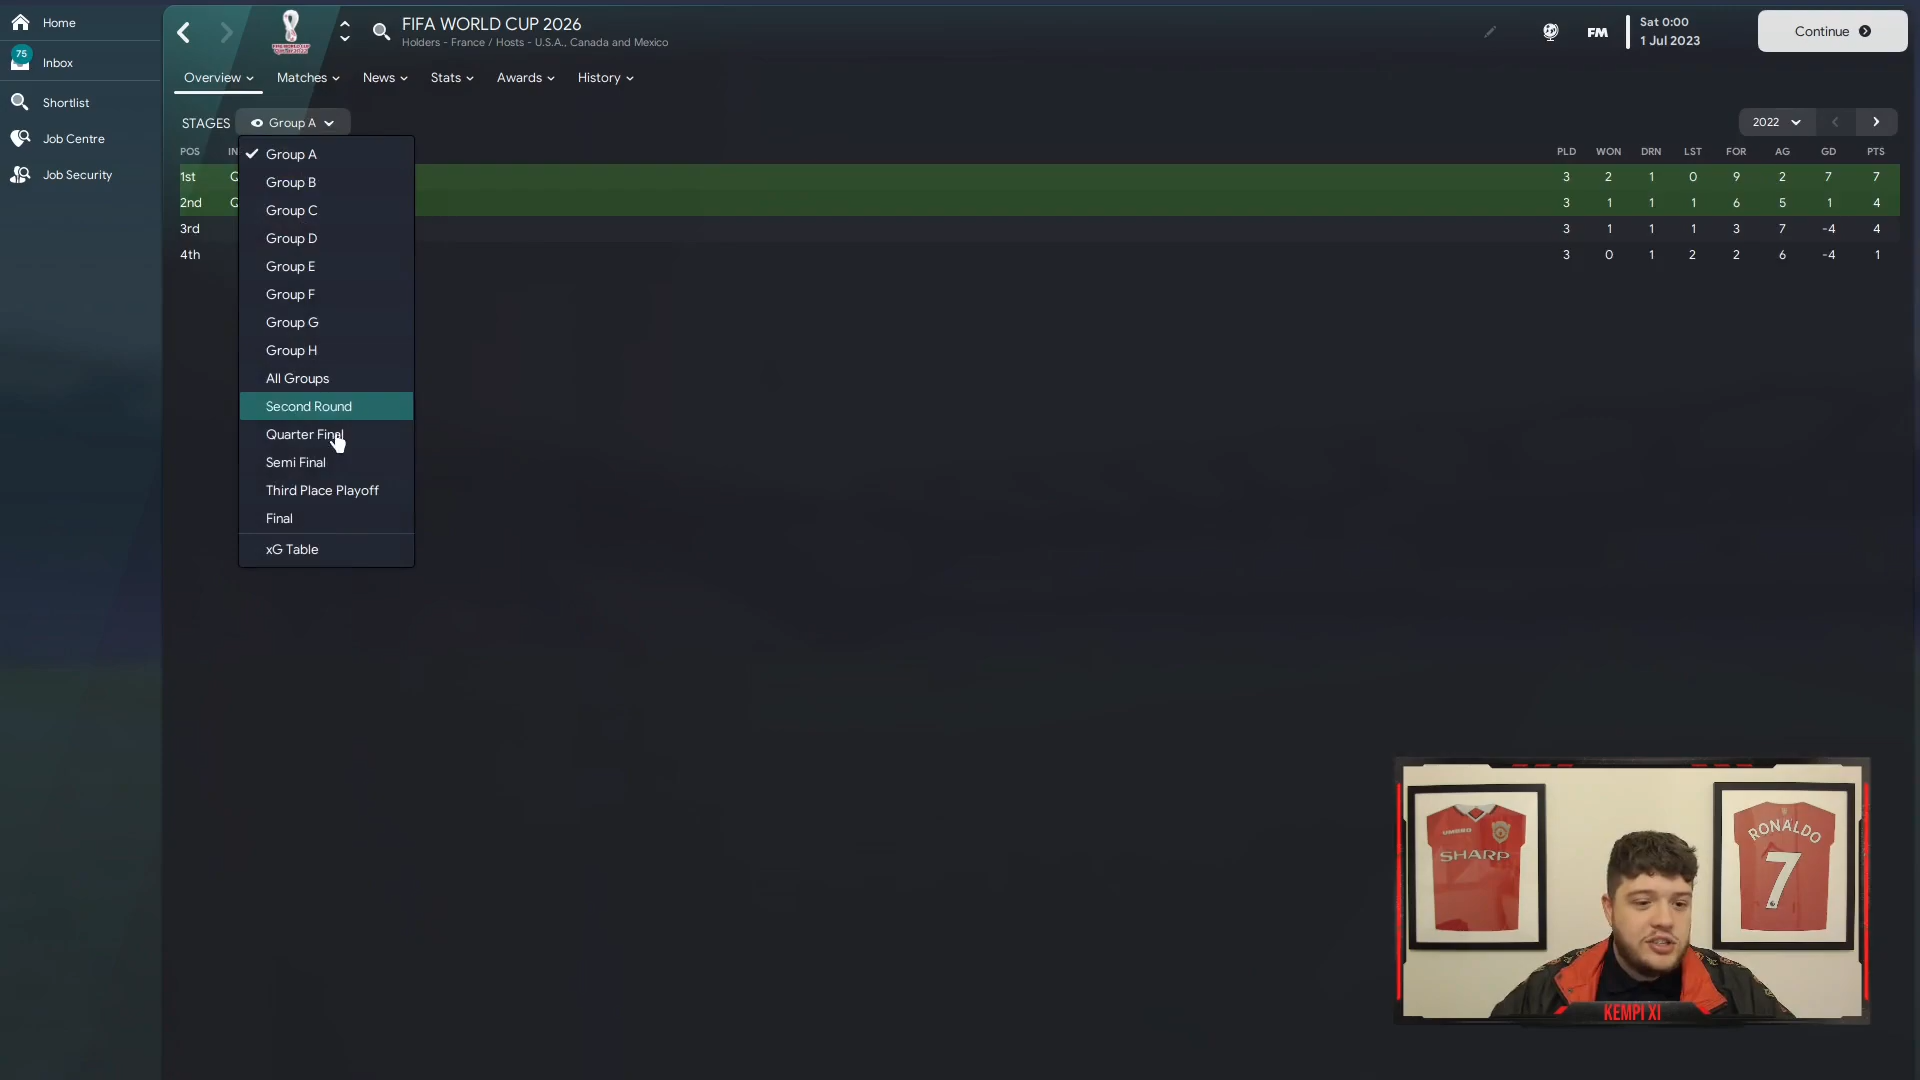 Home
75
Inbox
Shortlist
Job Centre
Job Security
FIFA WORLD CUP 2026
Holders - France / Hosts - U.S.A., Canada and Mexico
FM
Sat 0:00
1 Jul 2023
Continue
Overview Matches News Stats Awards History
STAGES Group A
2022
POS IN PLD WON DRN LST FOR AG GD PTS
1st Q 3 2 1 0 9 2 7 7
2nd Q 3 1 1 1 6 5 1 4
3rd 3 1 1 1 3 7 -4 4
4th 3 0 1 2 2 6 -4 1
Group A
Group B
Group C
Group D
Group E
Group F
Group G
Group H
All Groups
Second Round
Quarter Final
Semi Final
Third Place Playoff
Final
xG Table
UMBRO
SHARP
RONALDO
7
KEMPI XI